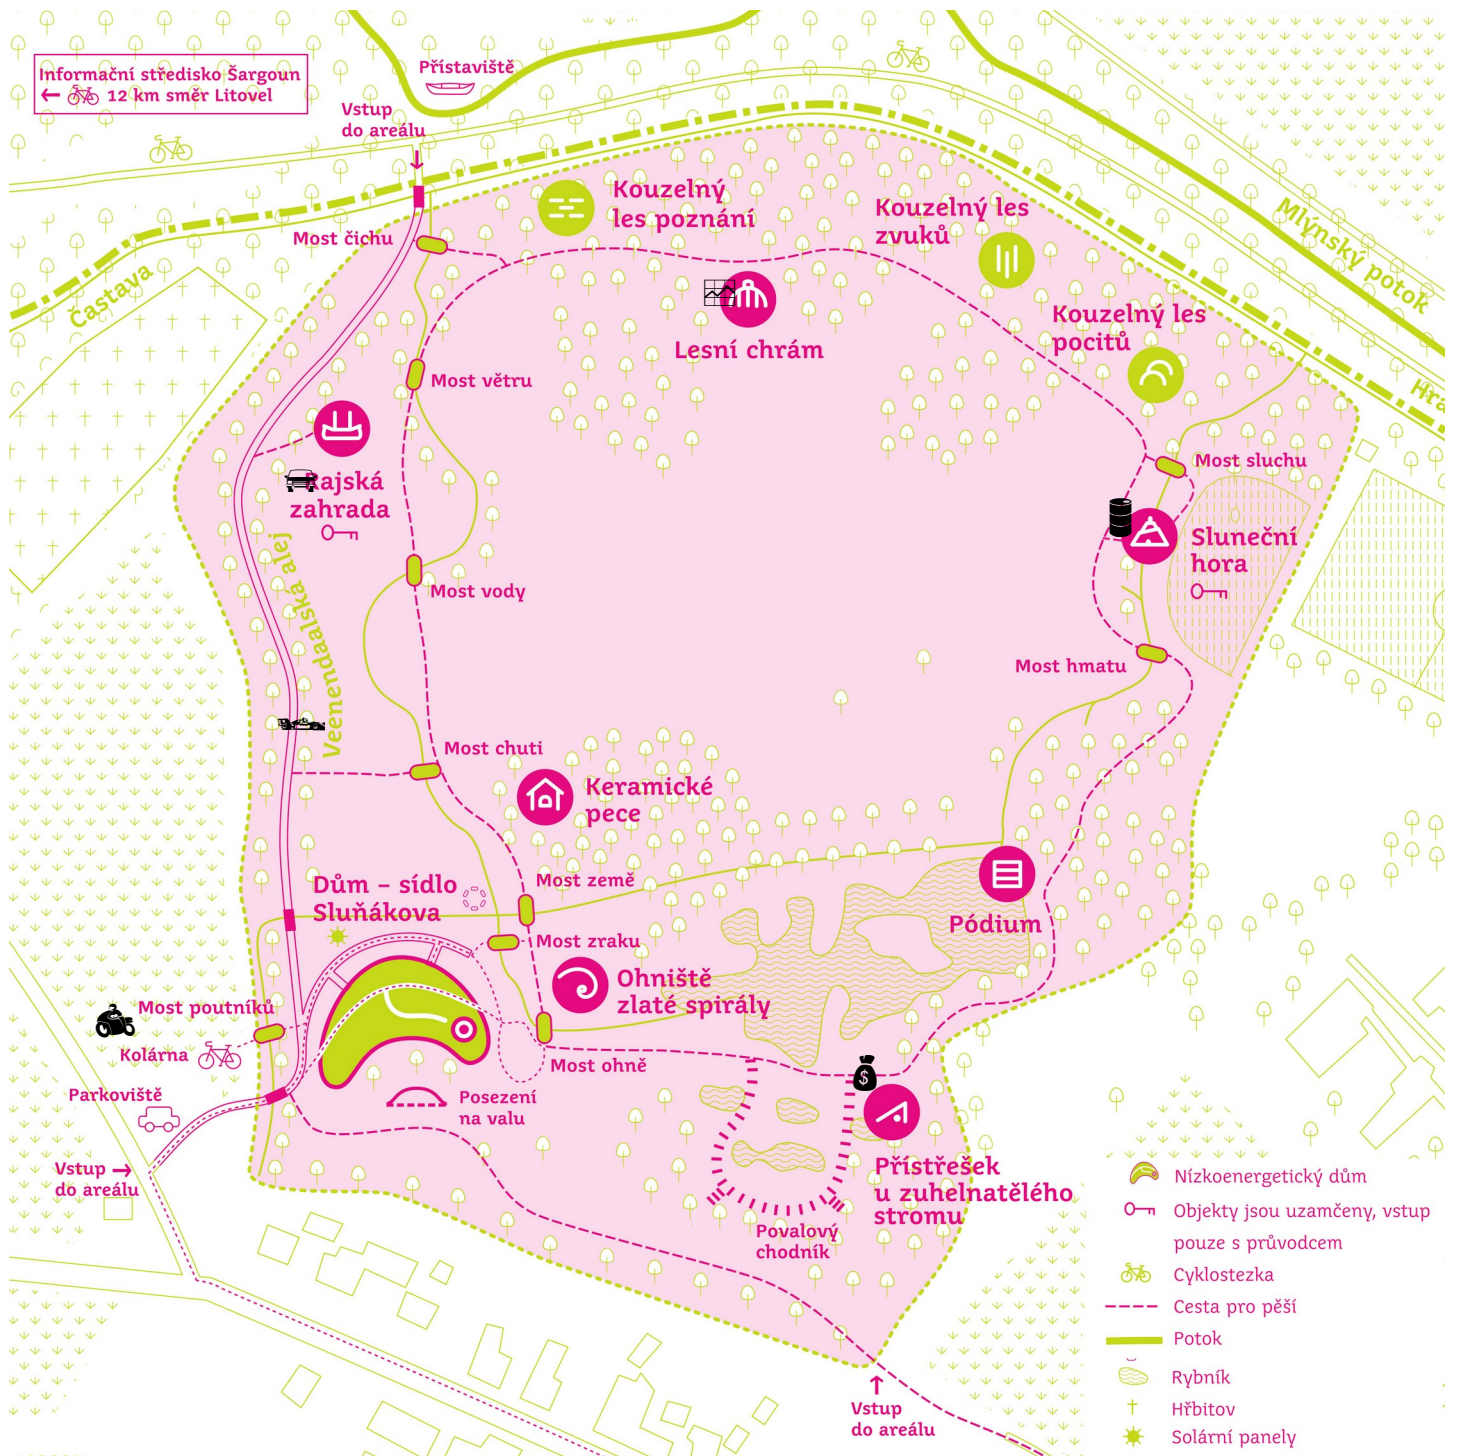 Informační středisko Šargoun
12 km směr Litovel
Přístaviště
Vstup
do areálu
Most čichu
Kouzelný
les poznání
Kouzelný les
zvuků
Mlýnský potok
Častava
Kouzelný les
pocitů
Lesní chrám
Most větru
Most sluchu
Rajská
zahrada
Sluneční
hora
Veenendaalská alej
Most vody
Most hmatu
Most chuti
Keramické
pece
Dům – sídlo
Sluňákova
Most země
Pódium
Most zraku
Ohniště
zlaté spirály
Most poutníků
Kolárna
Most ohně
Parkoviště
Posezení
na valu
Vstup
do areálu
Přístřešek
u zuhelnatělého
stromu
Povalový
chodník
Vstup
do areálu
Nízkoenergetický dům
Objekty jsou uzamčeny, vstup
pouze s průvodcem
Cyklostezka
Cesta pro pěší
Potok
Rybník
Hřbitov
Solární panely